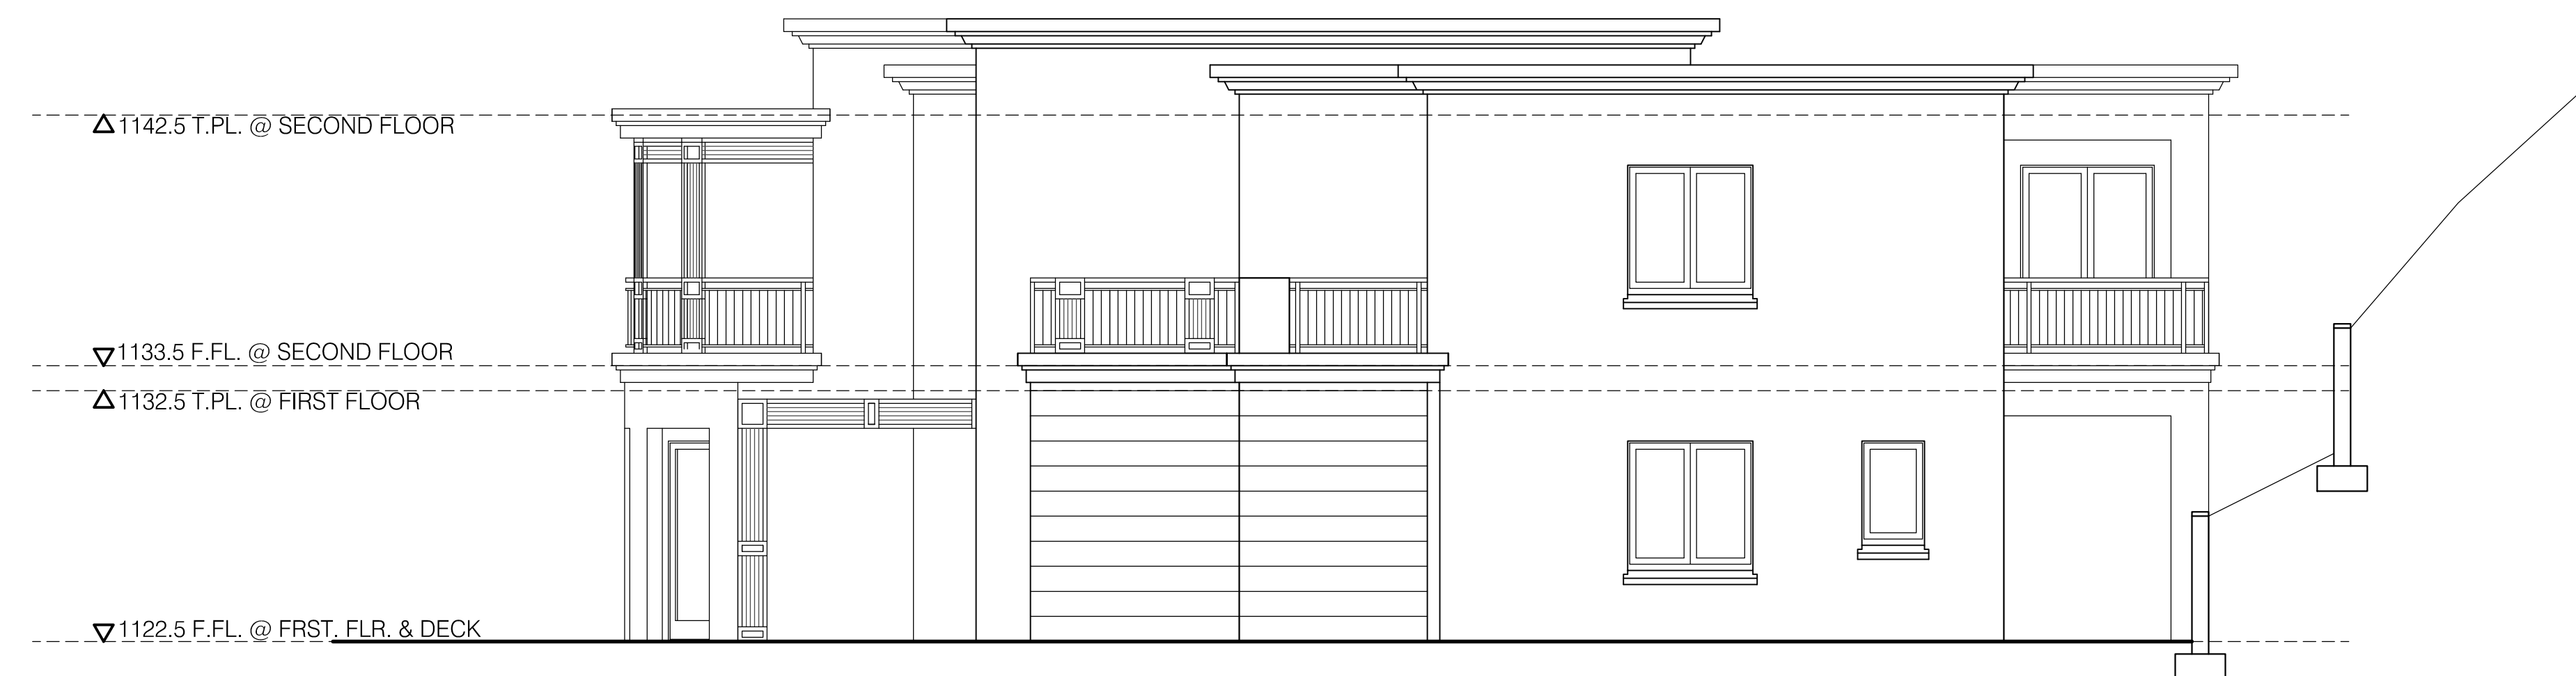 1142.5 T.PL. @ SECOND FLOOR
1133.5 F.FL. @ SECOND FLOOR
1132.5 T.PL. @ FIRST FLOOR
1122.5 F.FL. @ FRST. FLR. & DECK